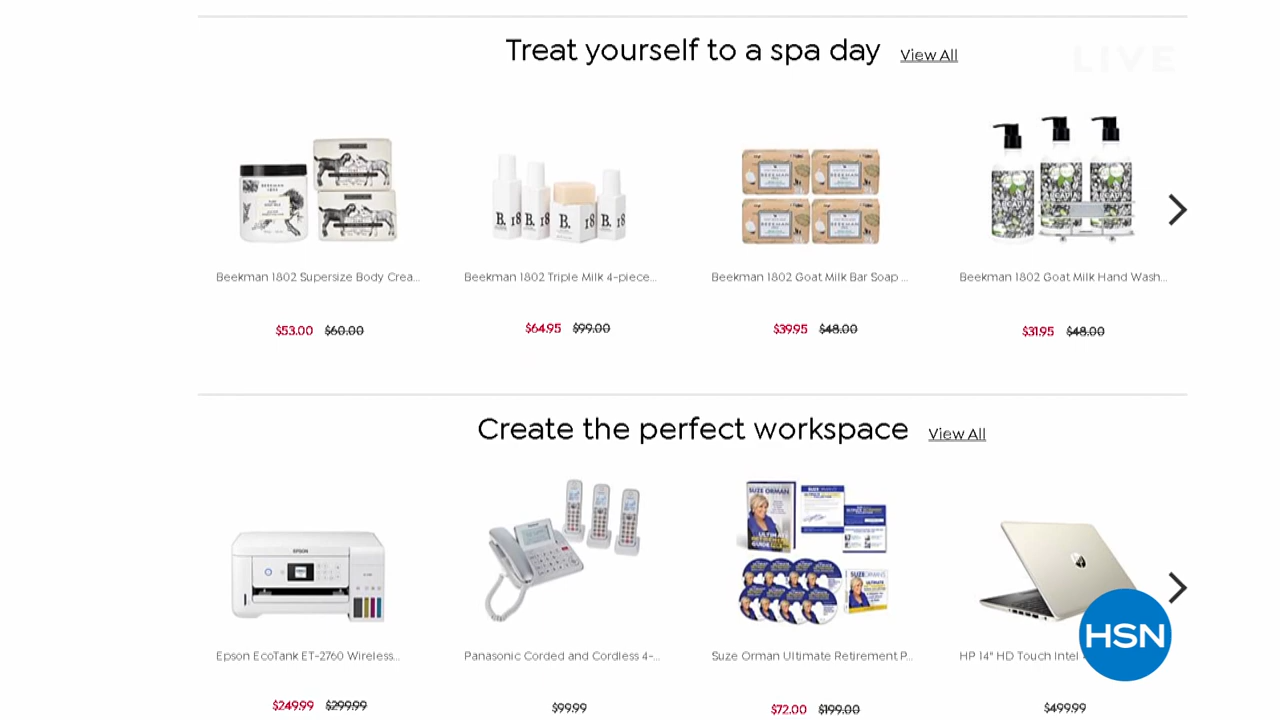 Treat yourself to a spa day View All
LIVE
Beekman 1802 Supersize Body Crea...
Beekman 1802 Triple Milk 4-piece...
Beekman 1802 Goat Milk Bar Soap ...
Beekman 1802 Goat Milk Hand Wash...
$53.00 $60.00
$64.95 $99.00
$39.95 $48.00
$31.95 $48.00
Create the perfect workspace View All
EPSON
SUZE ORMAN
HSN
Epson EcoTank ET-2760 Wireless...
Panasonic Corded and Cordless 4-...
Suze Orman Ultimate Retirement P...
HP 14" HD Touch Intel
$249.99 $299.99
$99.99
$72.00 $199.00
$499.99